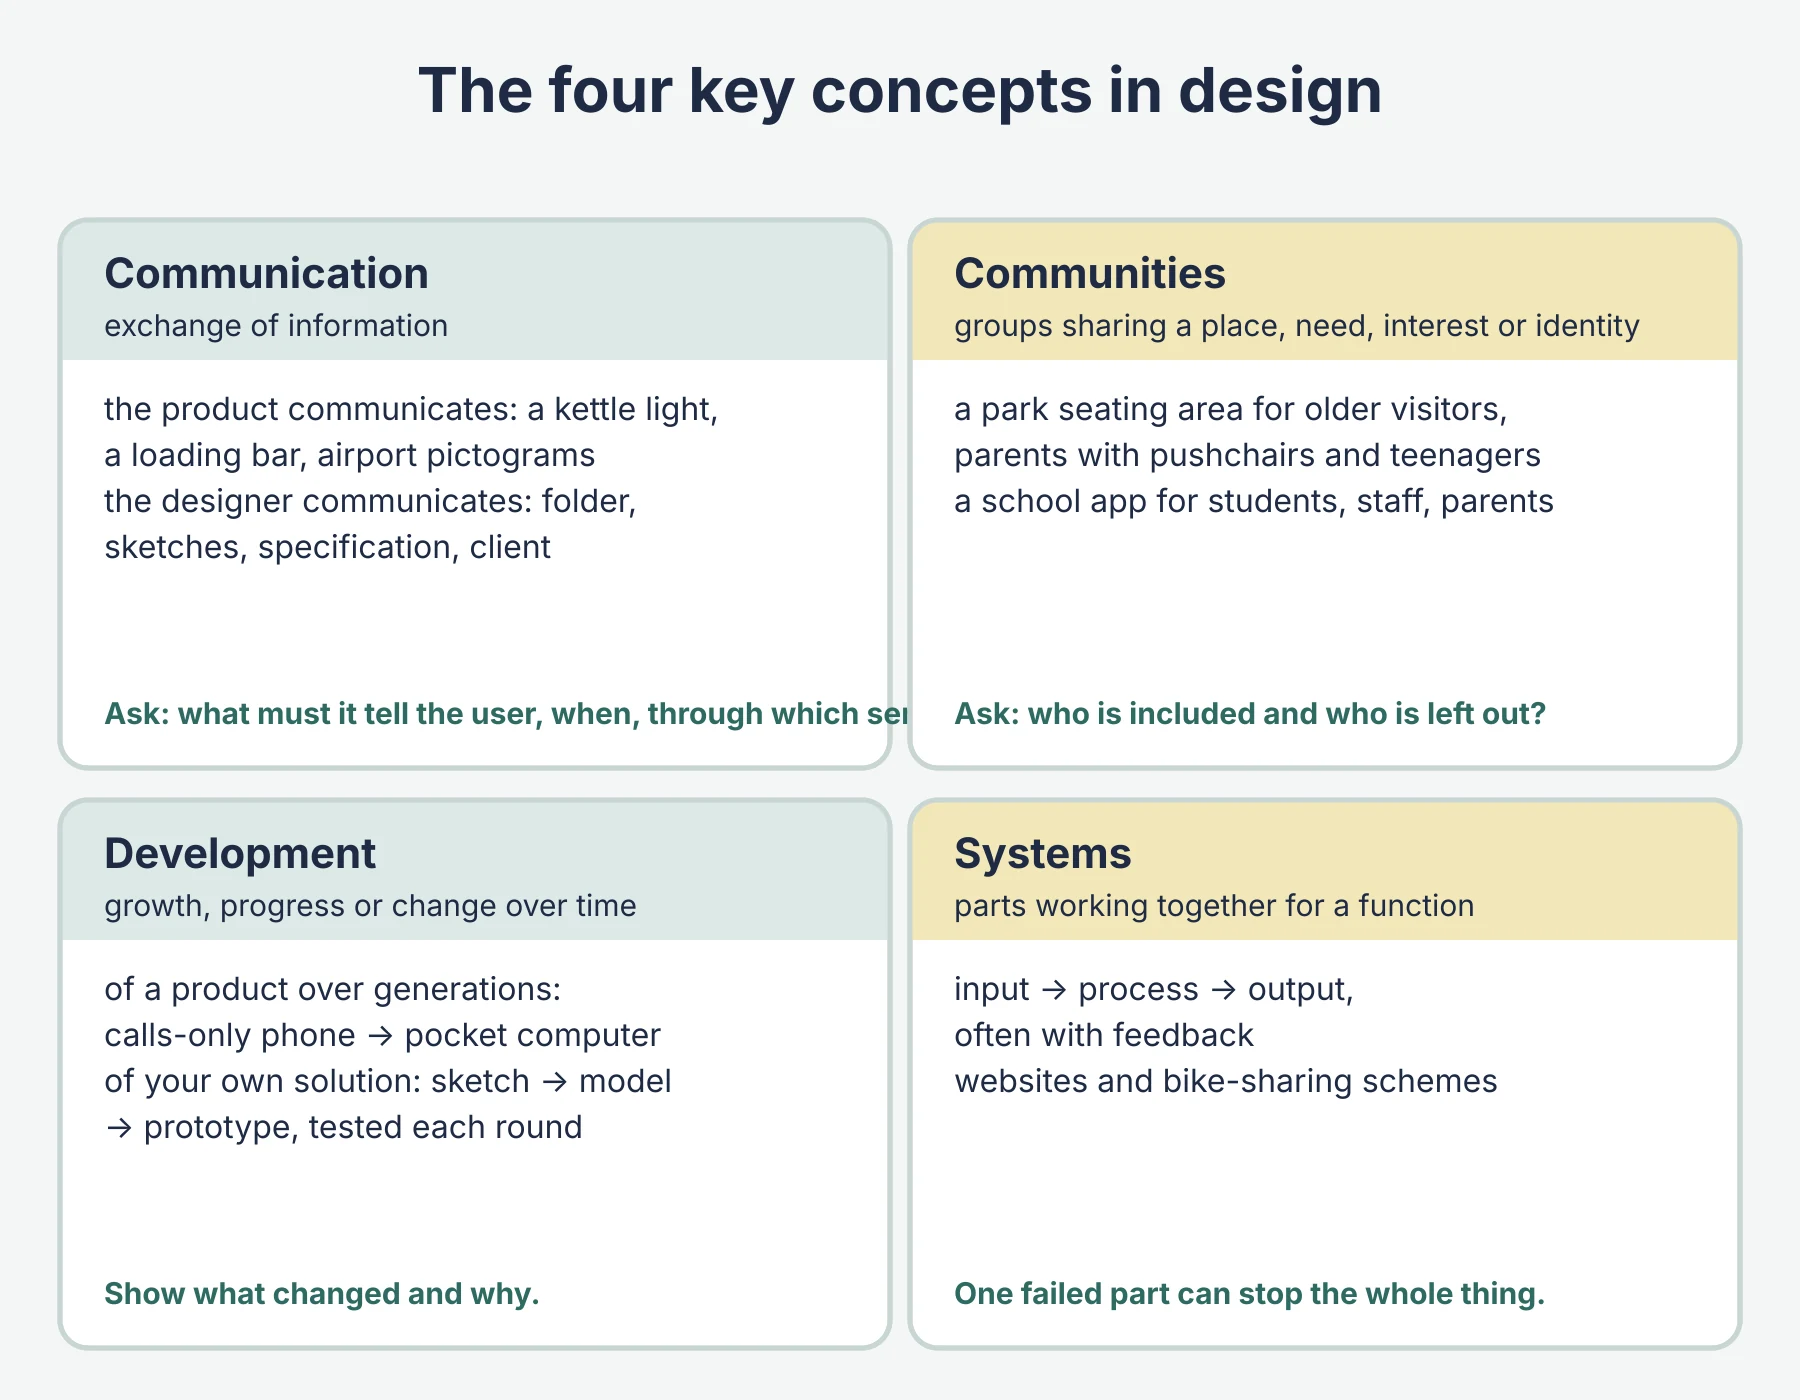 The four key concepts in design
Communication
exchange of information
the product communicates: a kettle light,
a loading bar, airport pictograms
the designer communicates: folder,
sketches, specification, client
Ask: what must it tell the user, when, through which
Communities
groups sharing a place, need, interest or identity
a park seating area for older visitors,
parents with pushchairs and teenagers
a school app for students, staff, parents
Ask: who is included and who is left out?
Development
growth, progress or change over time
of a product over generations:
calls-only phone → pocket computer
of your own solution: sketch → model
→ prototype, tested each round
Show what changed and why.
Systems
parts working together for a function
input → process → output,
often with feedback
websites and bike-sharing schemes
One failed part can stop the whole thing.